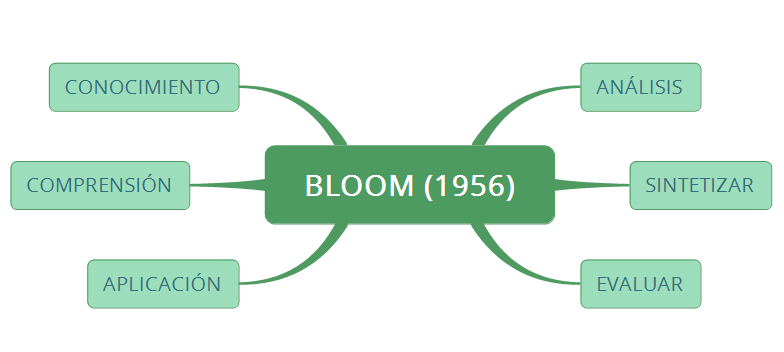 CONOCIMIENTO
ANÁLISIS
COMPRENSIÓN
BLOOM (1956)
SINTETIZAR
APLICACIÓN
EVALUAR